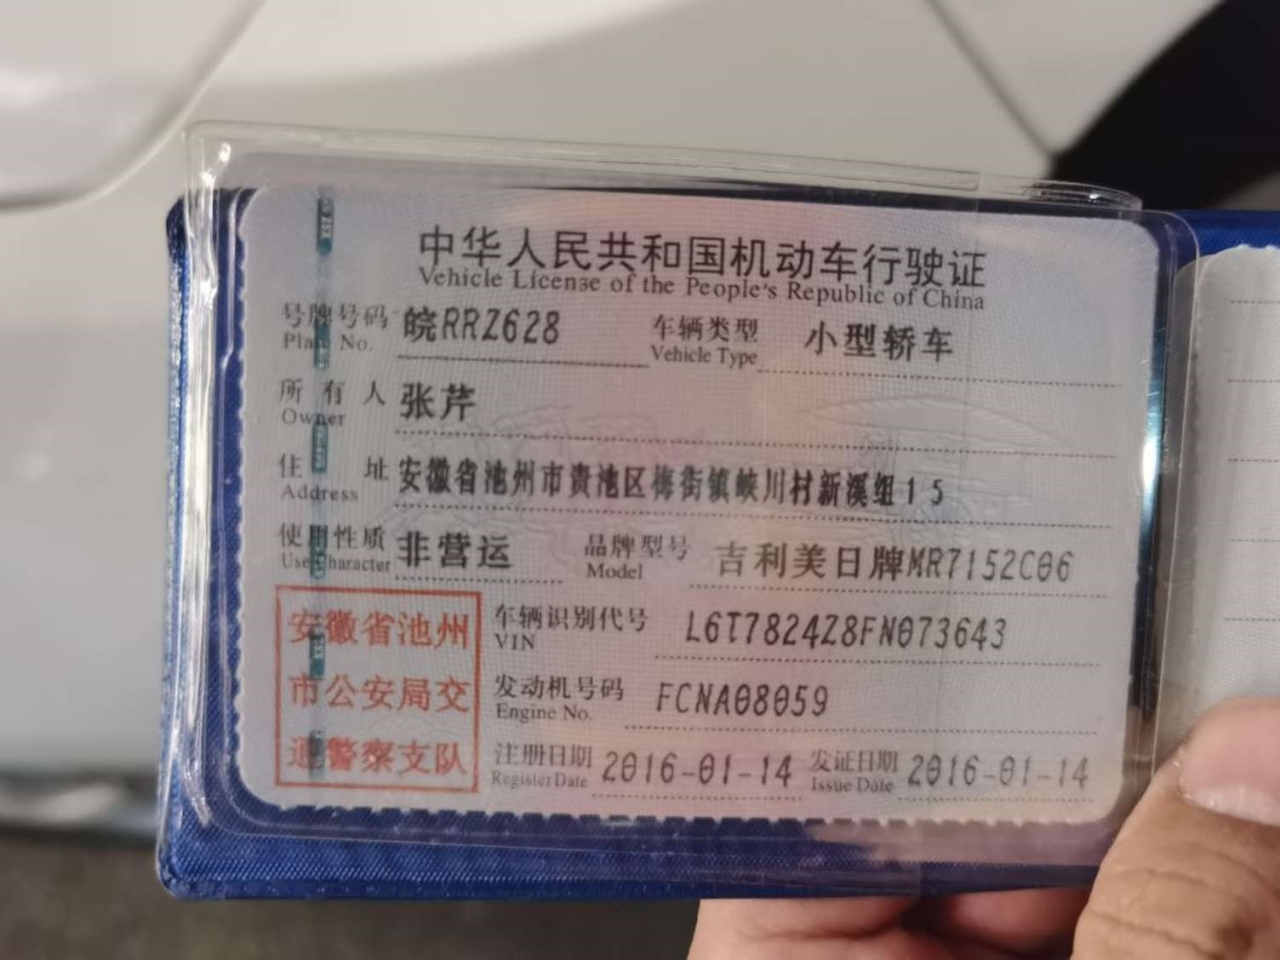 中华人民共和国机动车行驶证
Vehicle License of the People's Republic of China
号牌号码 皖RRZ628 车辆类型 小型轿车
Plate No. Vehicle Type
所有人 张芹
Owner
住址 安徽省池州市贵池区梅街镇峡川村新溪组15
Address
使用性质 非营运 品牌型号 吉利美日牌MR7152C06
Use Character Model
安徽省池州
市公安局交
通警察支队
车辆识别代号 L6T7824Z8FN073643
VIN
发动机号码 FCNA08059
Engine No.
注册日期 2016-01-14 发证日期 2016-01-14
Register Date Issue Date